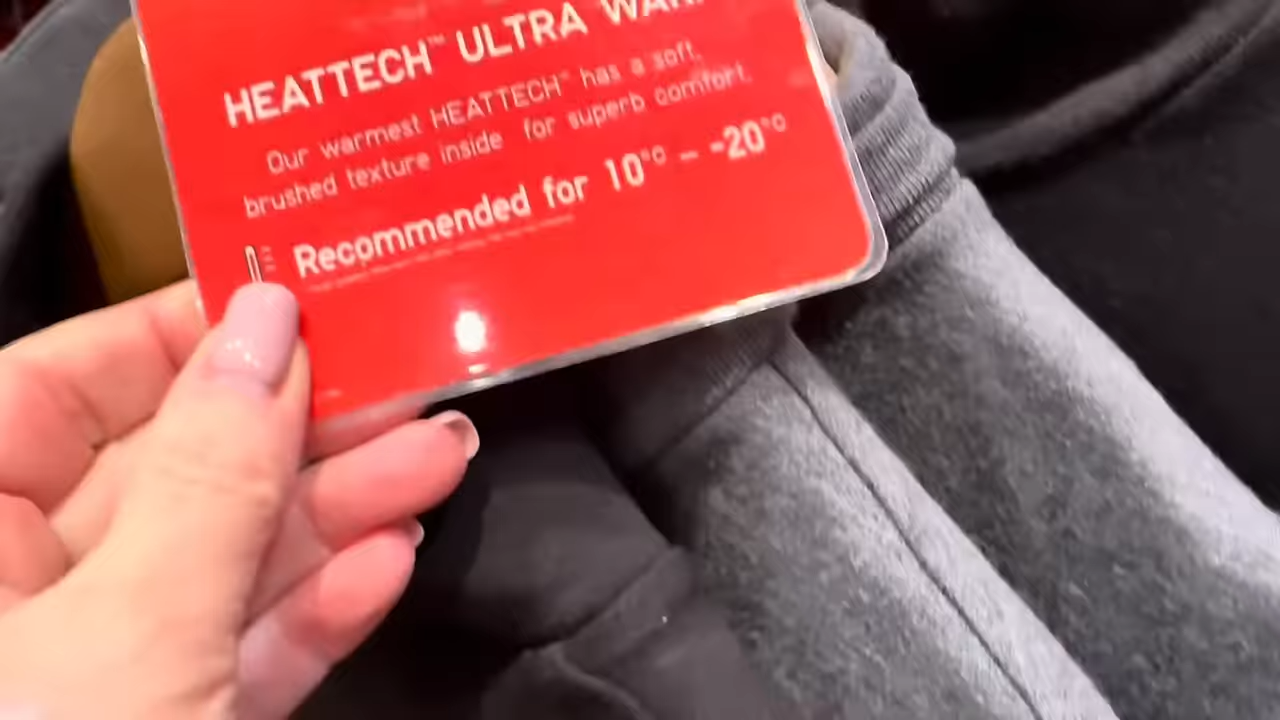 HEATTECH™ ULTRA
Our warmest HEATTECH™ has a soft,
brushed texture inside for superb comfort.
Recommended for 10°C – -20°C